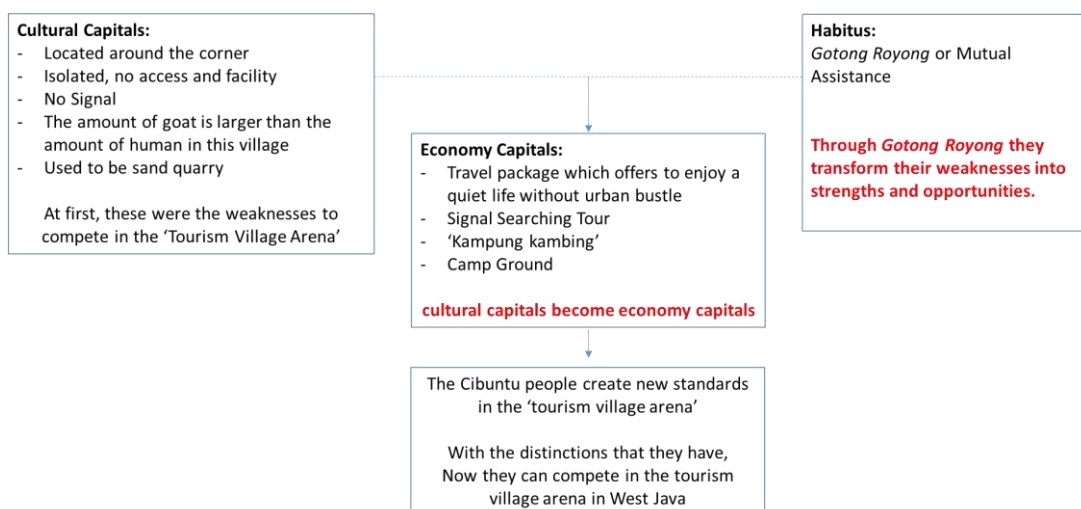 Cultural Capitals:
- Located around the corner
- Isolated, no access and facility
- No Signal
- The amount of goat is larger than the
amount of human in this village
- Used to be sand quarry
At first, these were the weaknesses to
compete in the ‘Tourism Village Arena’
Habitus:
Gotong Royong or Mutual
Assistance
Through Gotong Royong they
transform their weaknesses into
strengths and opportunities.
Economy Capitals:
- Travel package which offers to enjoy a
quiet life without urban bustle
- Signal Searching Tour
- ‘Kampung kambing’
- Camp Ground
cultural capitals become economy capitals
The Cibuntu people create new standards
in the ‘tourism village arena’
With the distinctions that they have,
Now they can compete in the tourism
village arena in West Java